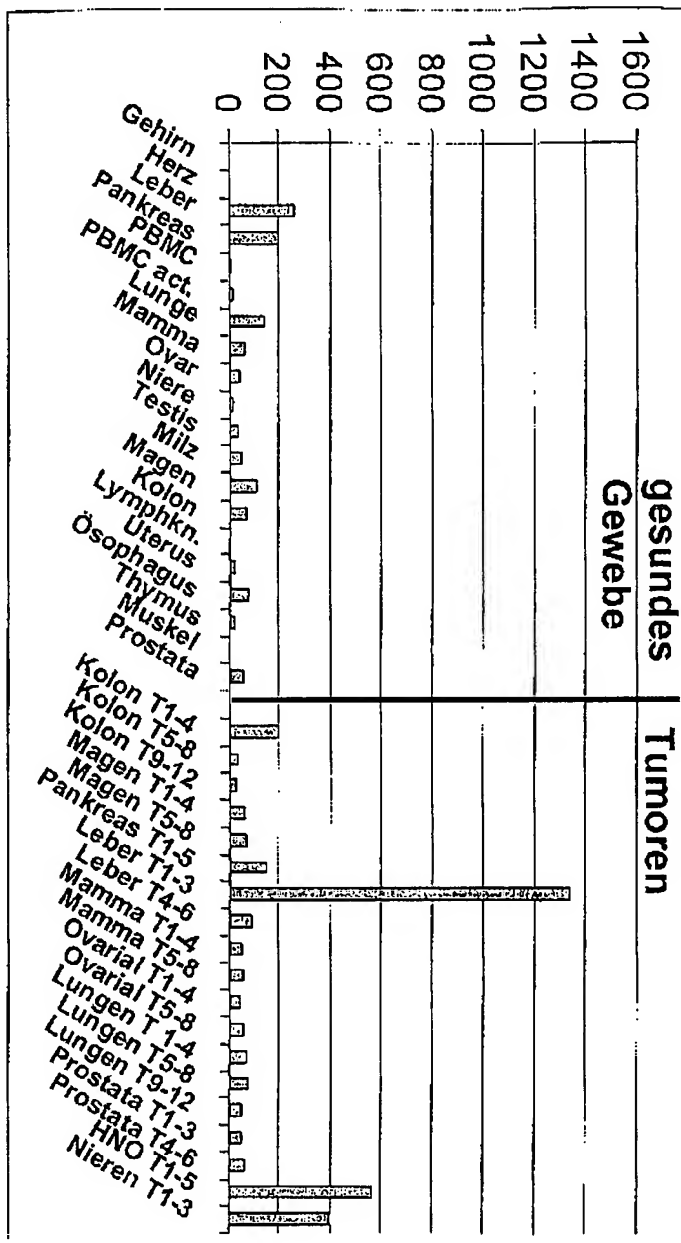 gesundes
Gewebe
Tumoren
1600
1400
1200
1000
800
600
400
200
0
Gehirn
Herz
Leber
Pankreas
PBMC
PBMC act.
Lunge
Mamma
Ovar
Niere
Testis
Milz
Magen
Kolon
Lymphkn.
Uterus
Ösophagus
Thymus
Muskel
Prostata
Kolon T1-4
Kolon T5-8
Kolon T9-12
Magen T1-4
Magen T5-8
Pankreas T1-5
Leber T1-3
Leber T4-6
Mamma T1-4
Mamma T5-8
Ovarial T1-4
Ovarial T5-8
Lungen T 1-4
Lungen T5-8
Lungen T9-12
Prostata T1-3
Prostata T4-6
HNO T1-5
Nieren T1-3